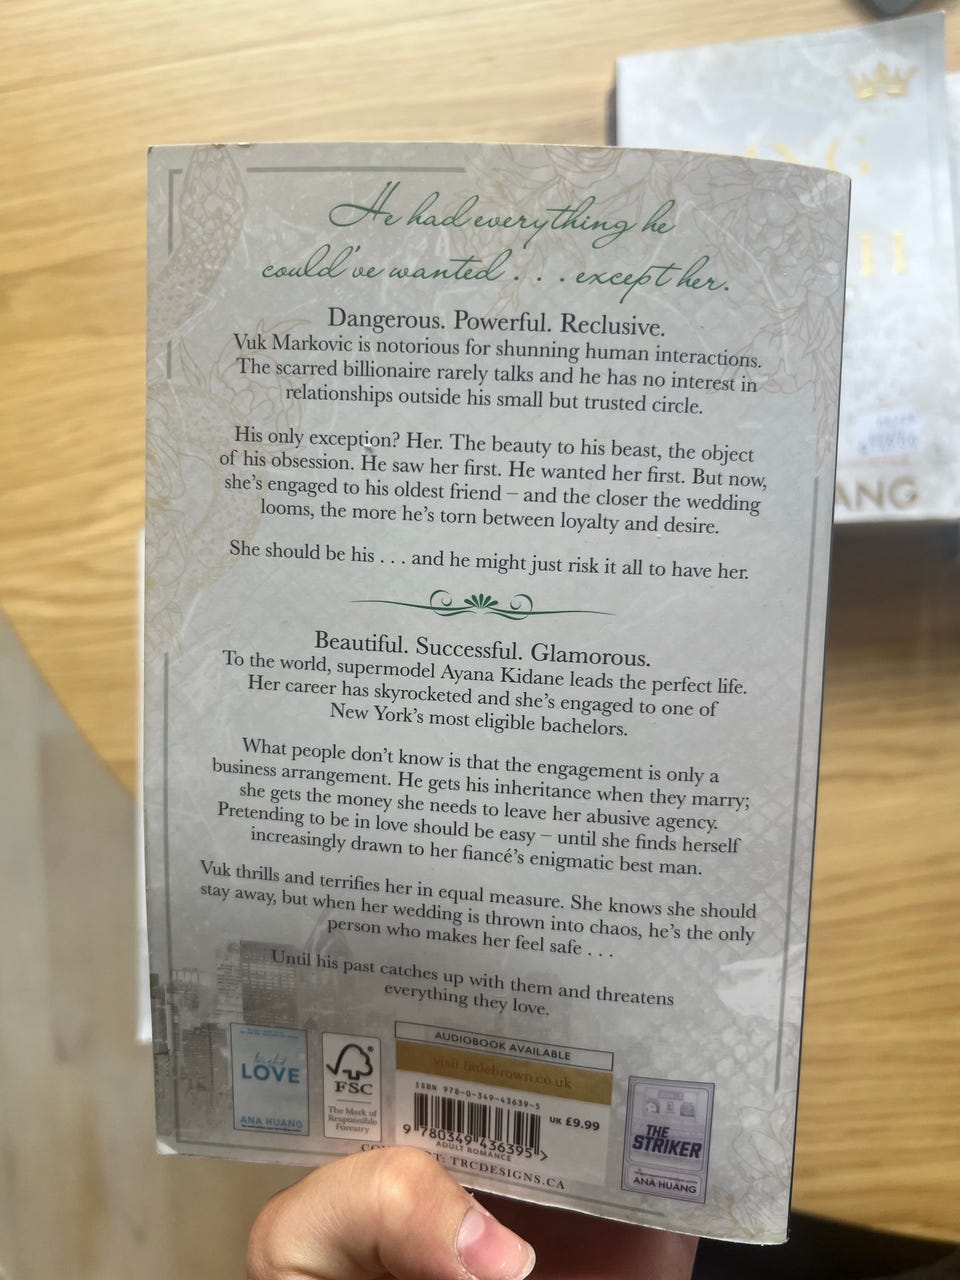 He had everything he
could've wanted . . . except her.
Dangerous. Powerful. Reclusive.
Vuk Markovic is notorious for shunning human interactions.
The scarred billionaire rarely talks and he has no interest in
relationships outside his small but trusted circle.
His only exception? Her. The beauty to his beast, the object
of his obsession. He saw her first. He wanted her first. But now,
she's engaged to his oldest friend – and the closer the wedding
looms, the more he's torn between loyalty and desire.
She should be his . . . and he might just risk it all to have her.
Beautiful. Successful. Glamorous.
To the world, supermodel Ayana Kidane leads the perfect life.
Her career has skyrocketed and she's engaged to one of
New York's most eligible bachelors.
What people don't know is that the engagement is only a
business arrangement. He gets his inheritance when they marry;
she gets the money she needs to leave her abusive agency.
Pretending to be in love should be easy – until she finds herself
increasingly drawn to her fiancé's enigmatic best man.
Vuk thrills and terrifies her in equal measure. She knows she should
stay away, but when her wedding is thrown into chaos, he's the only
person who makes her feel safe . . .
Until his past catches up with them and threatens
everything they love.
LOVE
ANA HUANG
FSC
The Mark of
Responsible
Forestry
AUDIOBOOK AVAILABLE
visit littlebrown.co.uk
ISBN 978-0-349-43639-5
UK £9.99
9 780349 436395 >
ADULT ROMANCE
T: TRCDESIGNS.CA
THE
STRIKER
ANA HUANG
ANG